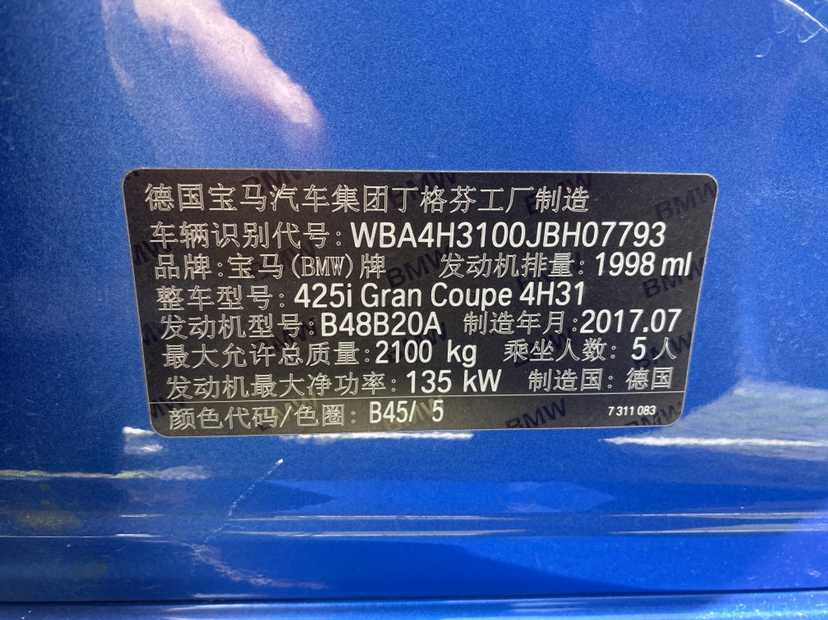 德国宝马汽车集团丁格芬工厂制造
车辆识别代号: WBA4H3100JBH07793
品牌:宝马(BMW)牌 发动机排量:1998 ml
整车型号: 425i Gran Coupe 4H31
发动机型号:B48B20A 制造年月:2017.07
最大允许总质量:2100 kg 乘坐人数: 5人
发动机最大净功率: 135 kW 制造国: 德国
颜色代码/色圈: B45/ 5 7 311 083